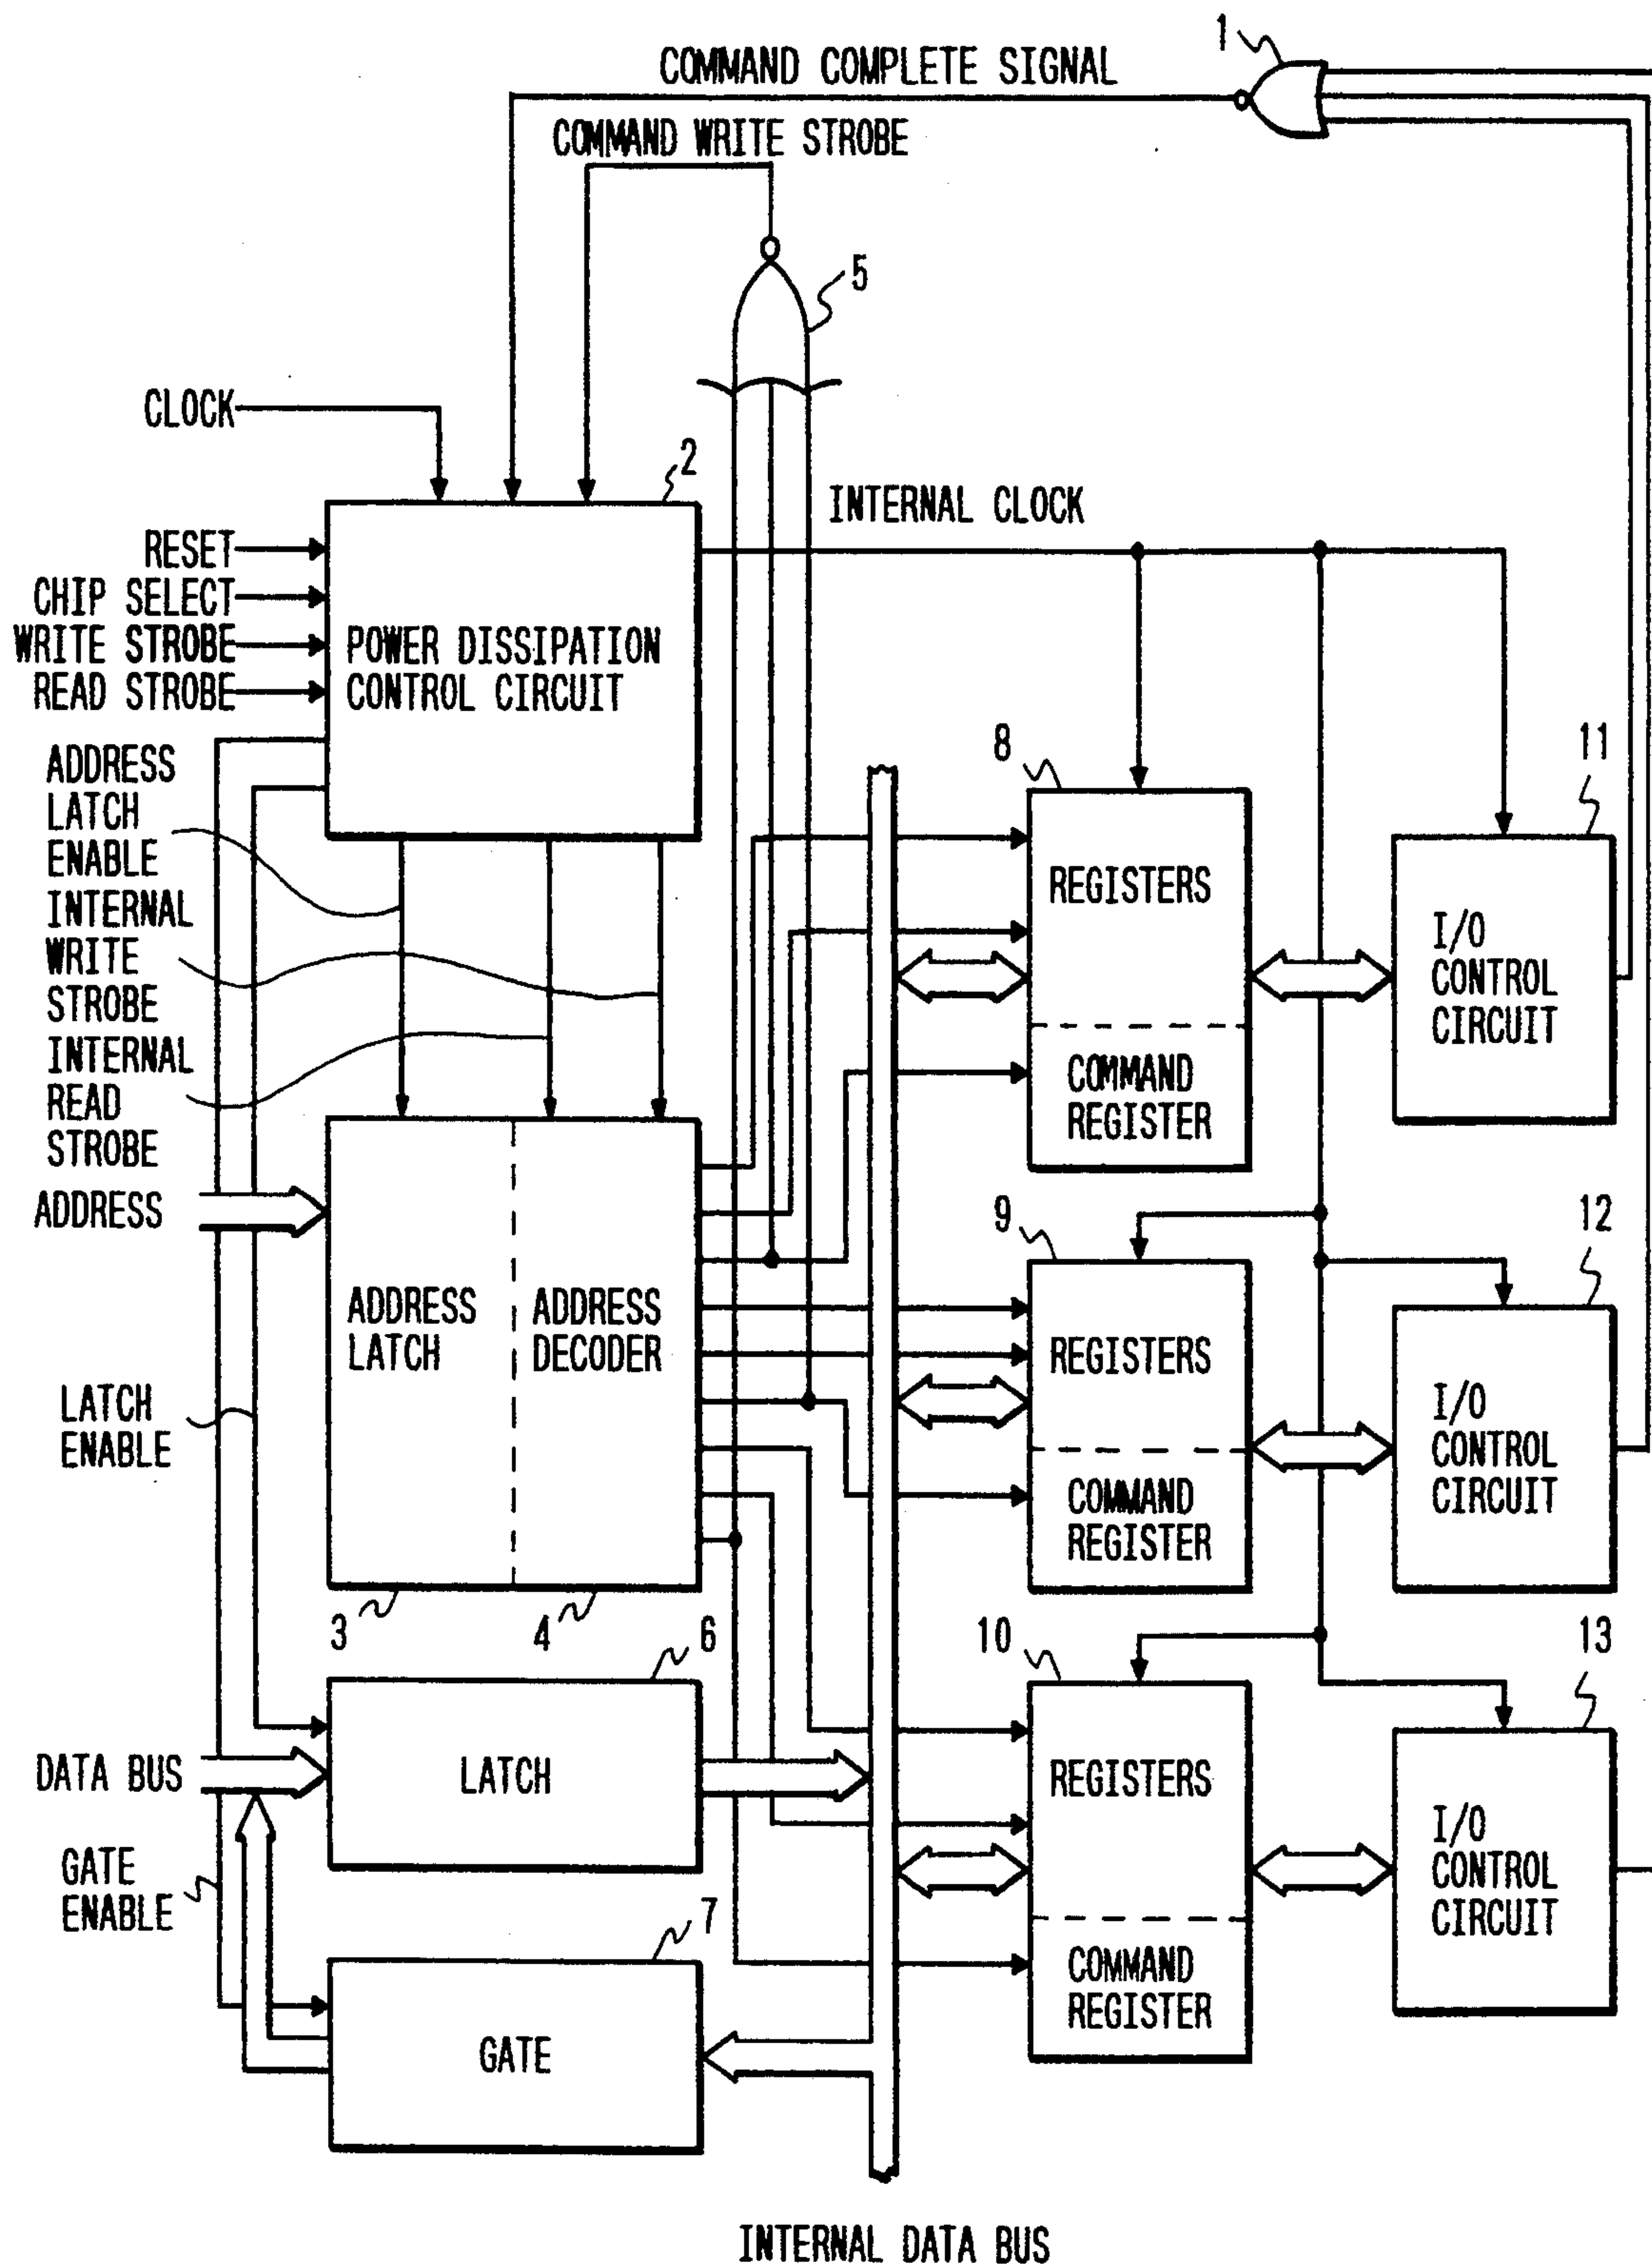 1
COMMAND COMPLETE SIGNAL
COMMAND WRITE STROBE
5
CLOCK
2
INTERNAL CLOCK
RESET
CHIP SELECT
WRITE STROBE
READ STROBE
POWER DISSIPATION
CONTROL CIRCUIT
ADDRESS
LATCH
ENABLE
INTERNAL
WRITE
STROBE
INTERNAL
READ
STROBE
ADDRESS
8
REGISTERS
COMMAND
REGISTER
11
I/O
CONTROL
CIRCUIT
ADDRESS
LATCH
ADDRESS
DECODER
3
4
9
REGISTERS
COMMAND
REGISTER
12
I/O
CONTROL
CIRCUIT
LATCH
ENABLE
6
LATCH
DATA BUS
GATE
ENABLE
7
GATE
10
REGISTERS
COMMAND
REGISTER
13
I/O
CONTROL
CIRCUIT
INTERNAL DATA BUS